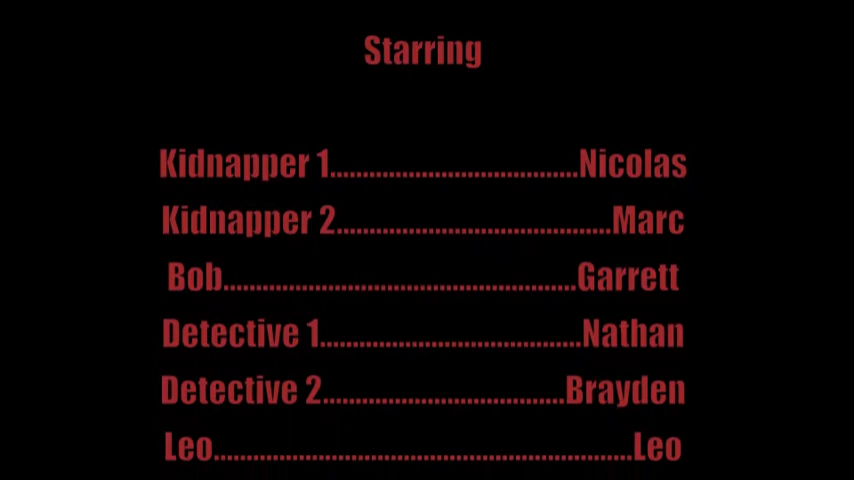 Starring
Kidnapper 1......................................Nicolas
Kidnapper 2..........................................Marc
Bob......................................................Garrett
Detective 1........................................Nathan
Detective 2.....................................Brayden
Leo................................................................Leo